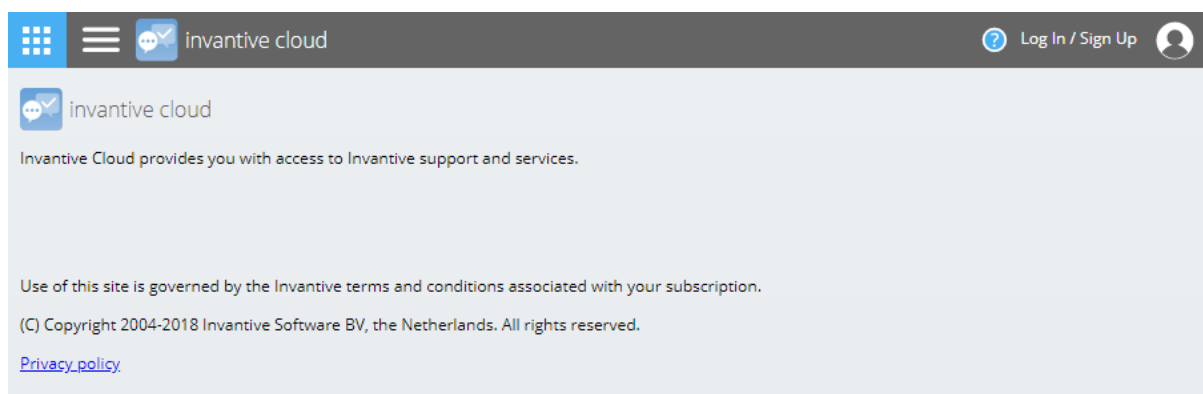 invantive cloud
Log In / Sign Up
invantive cloud
Invantive Cloud provides you with access to Invantive support and services.
Use of this site is governed by the Invantive terms and conditions associated with your subscription.
(C) Copyright 2004-2018 Invantive Software BV, the Netherlands. All rights reserved.
Privacy policy